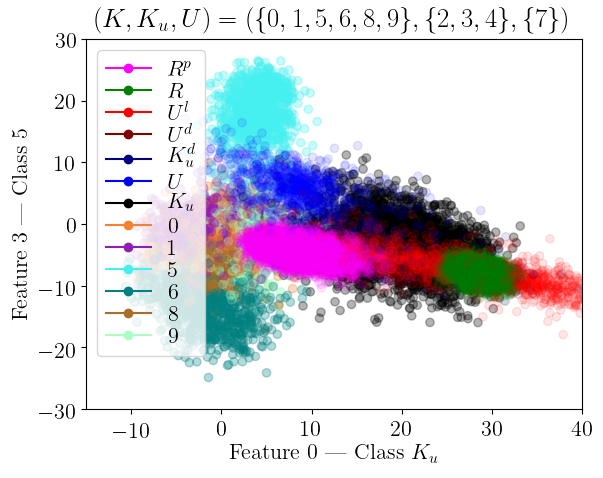 (K, K_u, U) = ({0, 1, 5, 6, 8, 9}, {2, 3, 4}, {7})
30
20
10
0
−10
−20
−30
Feature 3 — Class 5
R^p
R
U^l
U^d
K_u^d
U
K_u
0
1
5
6
8
9
−10 0 10 20 30 40
Feature 0 — Class K_u